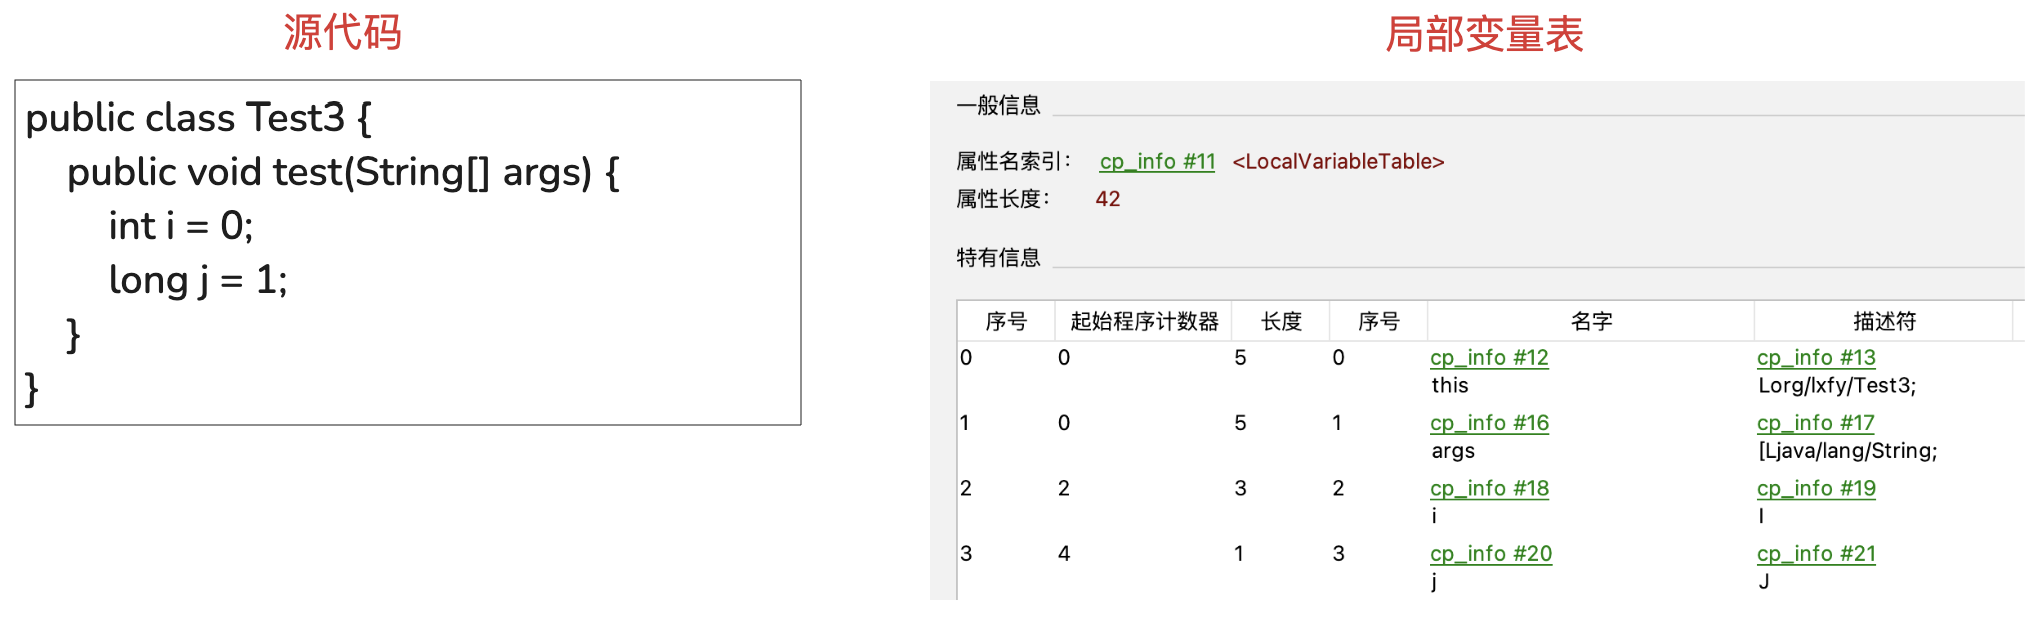 源代码
public class Test3 {
public void test(String[] args) {
int i = 0;
long j = 1;
}
}
局部变量表
一般信息
属性名索引： cp_info #11 <LocalVariableTable>
属性长度： 42
特有信息
序号 起始程序计数器 长度 序号 名字 描述符
0 0 5 0 cp_info #12 cp_info #13
this Lorg/lxfy/Test3;
1 0 5 1 cp_info #16 cp_info #17
args [Ljava/lang/String;
2 2 3 2 cp_info #18 cp_info #19
i I
3 4 1 3 cp_info #20 cp_info #21
j J